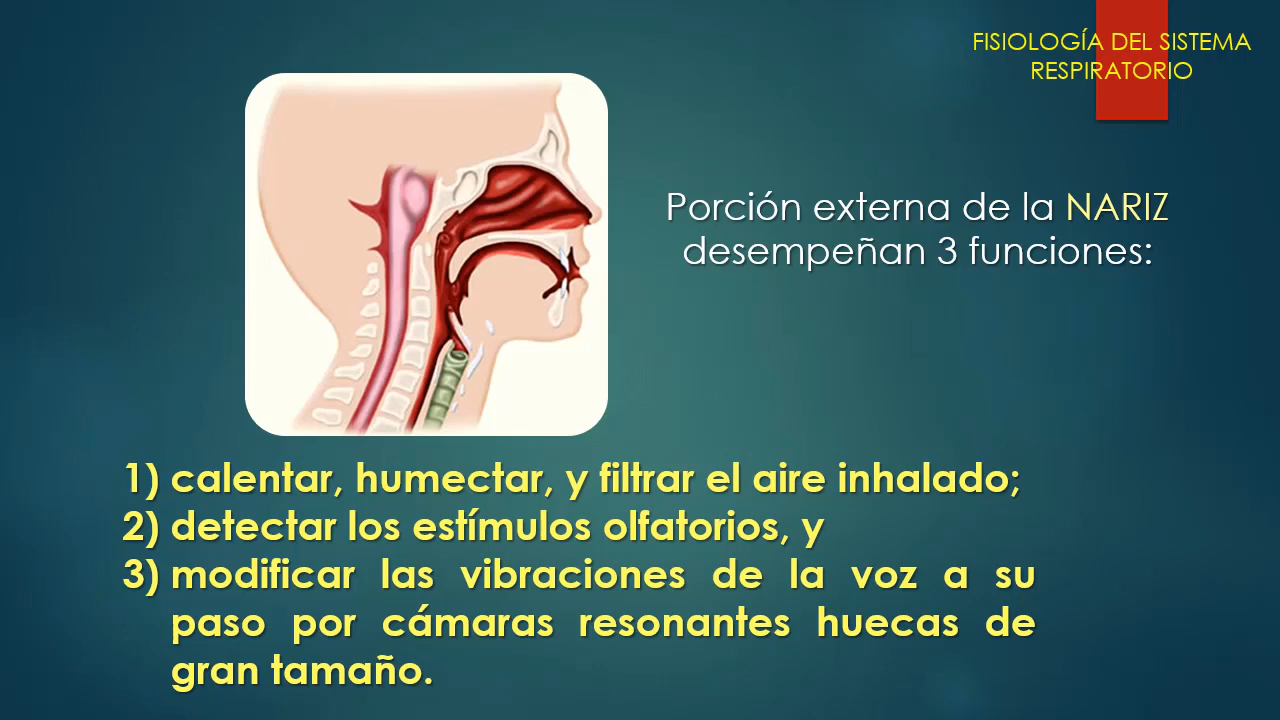 FISIOLOGÍA DEL SISTEMA
RESPIRATORIO
Porción externa de la NARIZ
desempeñan 3 funciones:
1) calentar, humectar, y filtrar el aire inhalado;
2) detectar los estímulos olfatorios, y
3) modificar las vibraciones de la voz a su
paso por cámaras resonantes huecas de
gran tamaño.